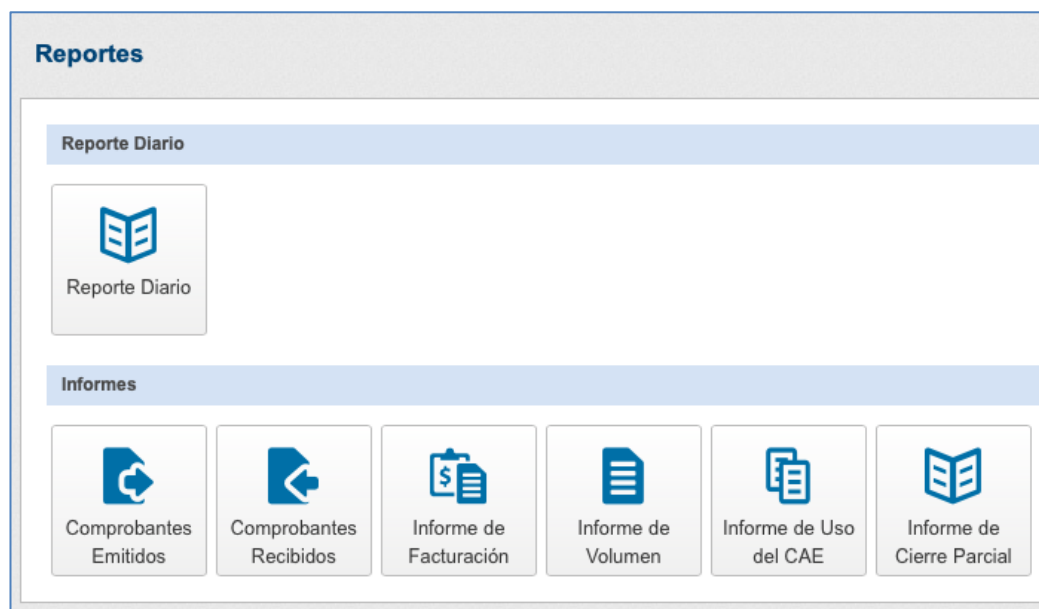 Reportes
Reporte Diario
Reporte Diario
Informes
Comprobantes
Emitidos
Comprobantes
Recibidos
$
Informe de
Facturación
Informe de
Volumen
Informe de Uso
del CAE
Informe de
Cierre Parcial